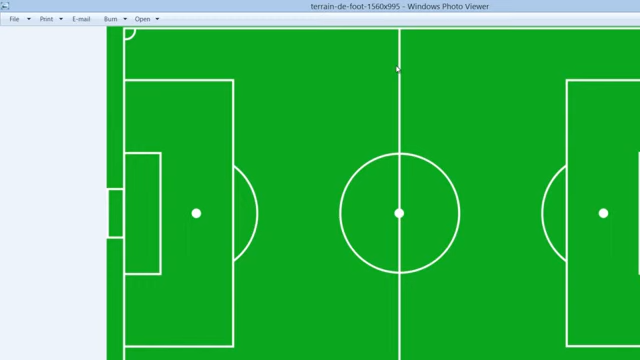 terrain-de-foot-1560x995 - Windows Photo Viewer
File Print E-mail Burn Open